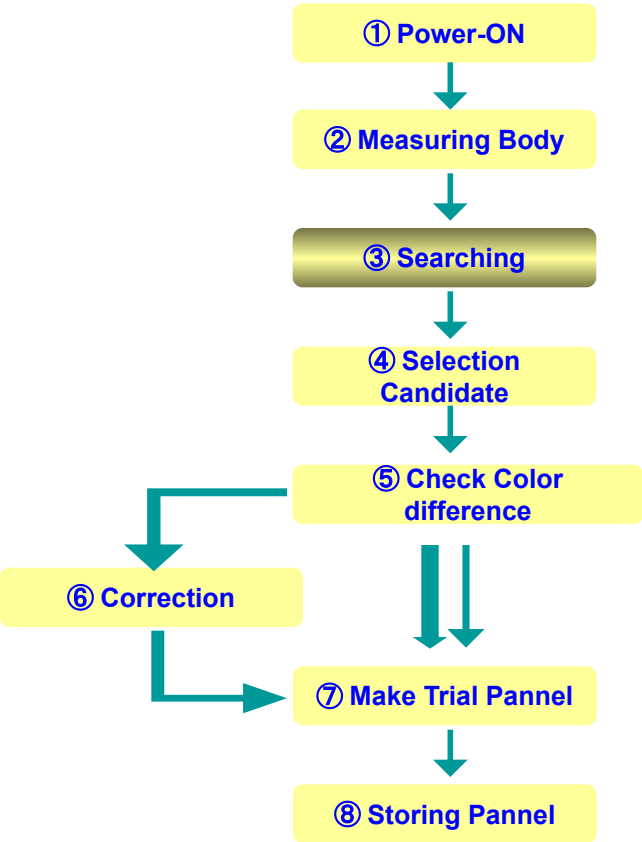 ① Power-ON
② Measuring Body
③ Searching
④ Selection
Candidate
⑤ Check Color
difference
⑥ Correction
⑦ Make Trial Pannel
⑧ Storing Pannel